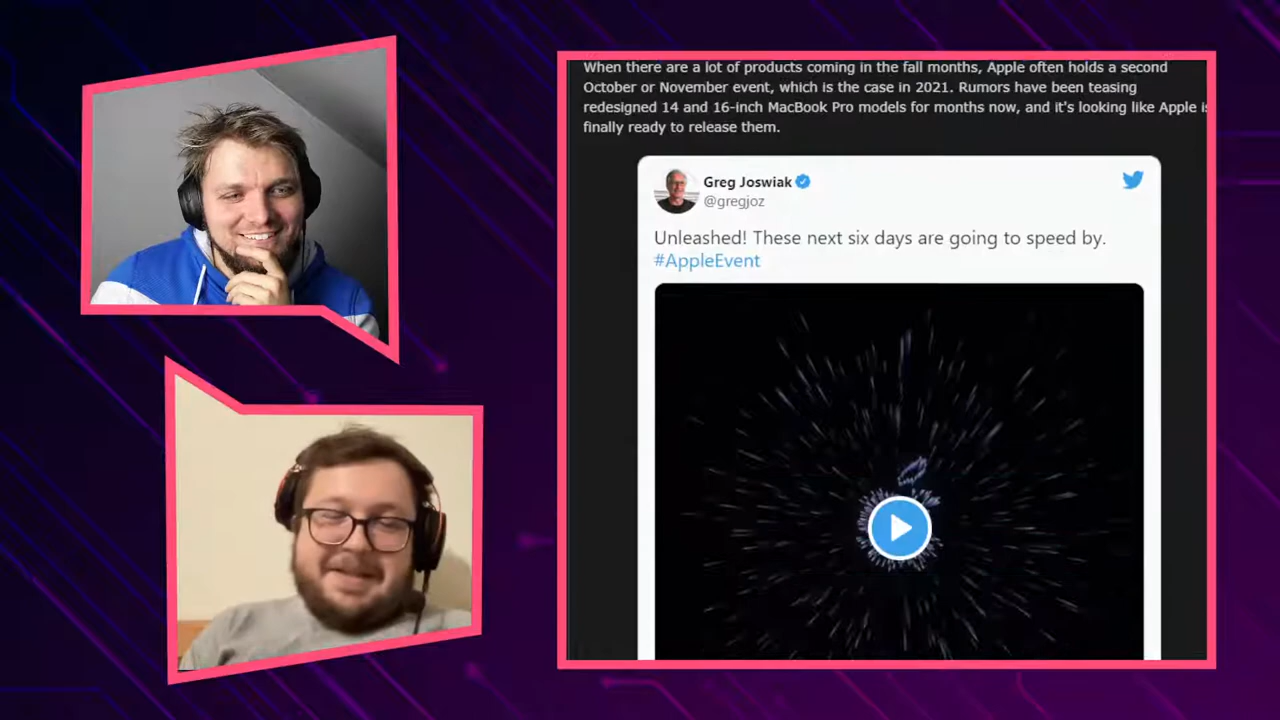 When there are a lot of products coming in the fall months, Apple often holds a second
October or November event, which is the case in 2021. Rumors have been teasing
redesigned 14 and 16-inch MacBook Pro models for months now, and it's looking like Apple is
finally ready to release them.
Greg Joswiak
@gregjoz
Unleashed! These next six days are going to speed by.
#AppleEvent